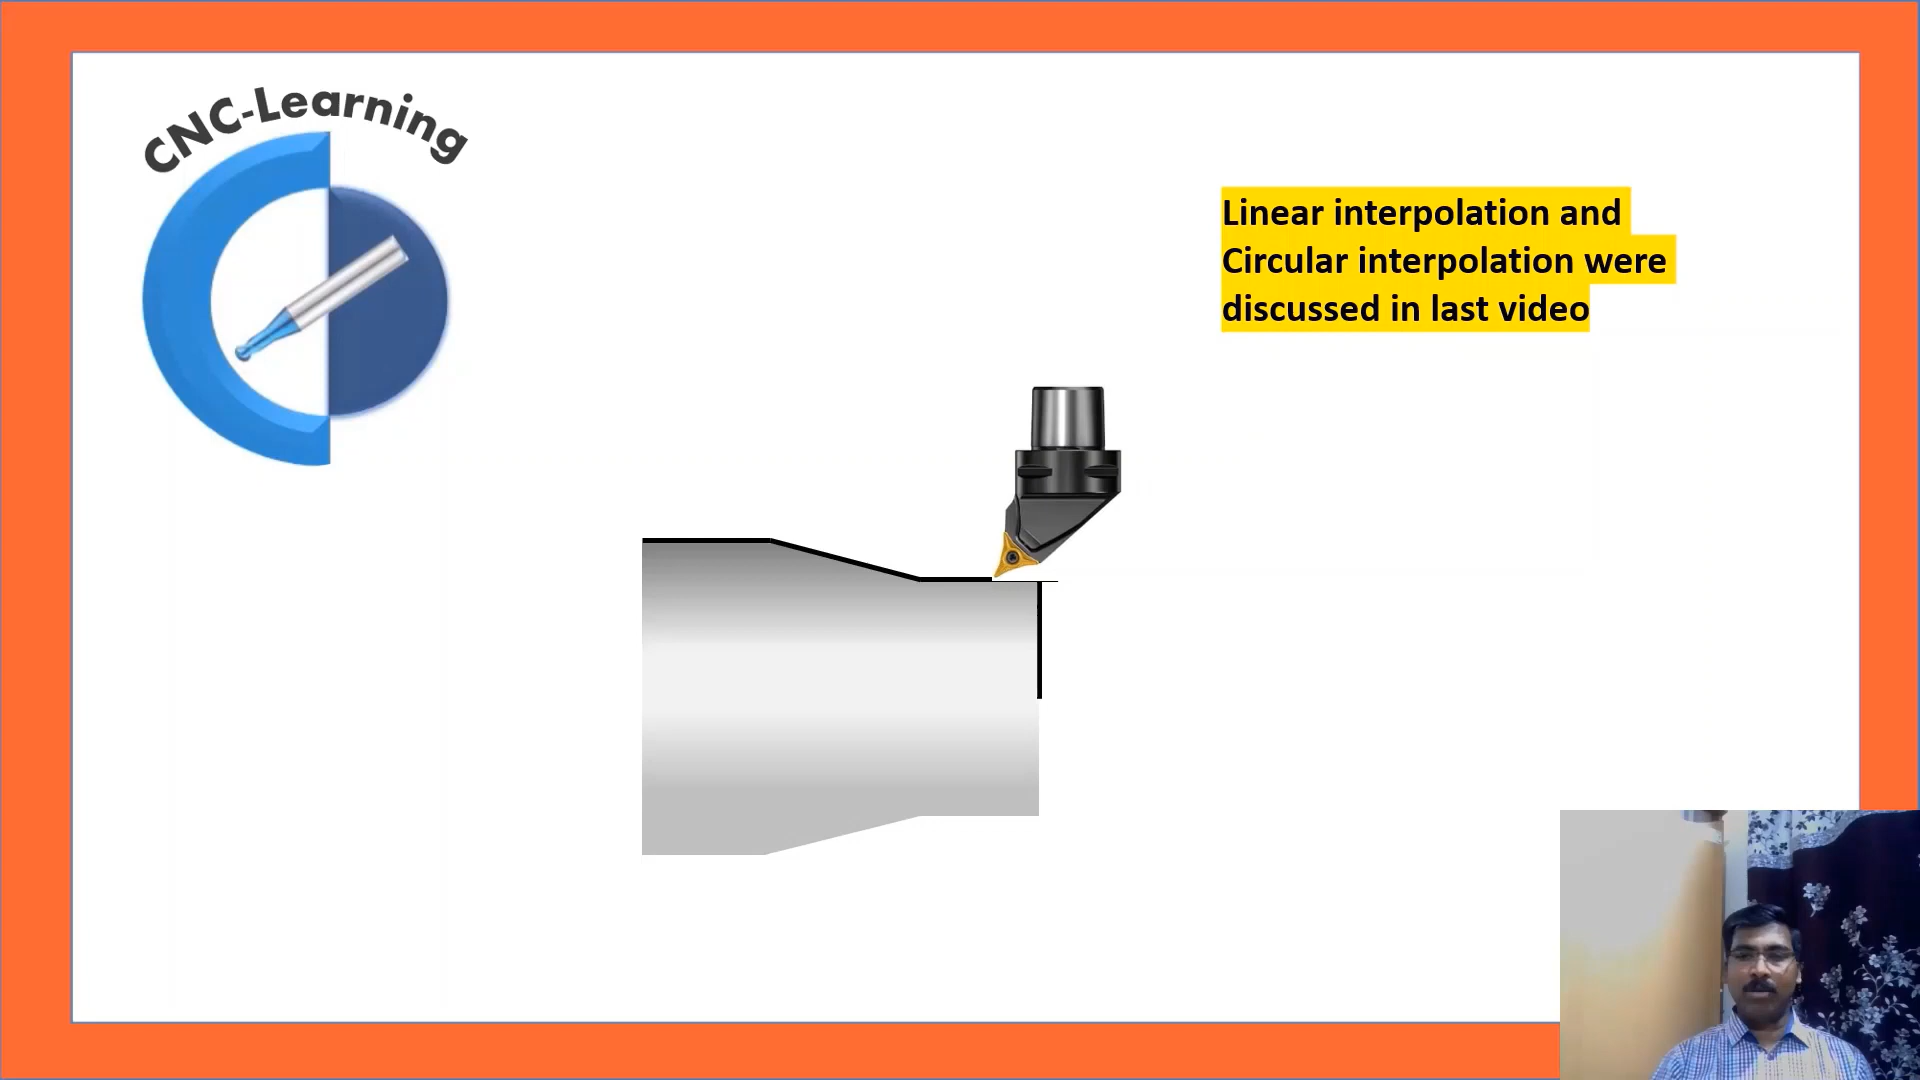 CNC-Learning
Linear interpolation and
Circular interpolation were
discussed in last video